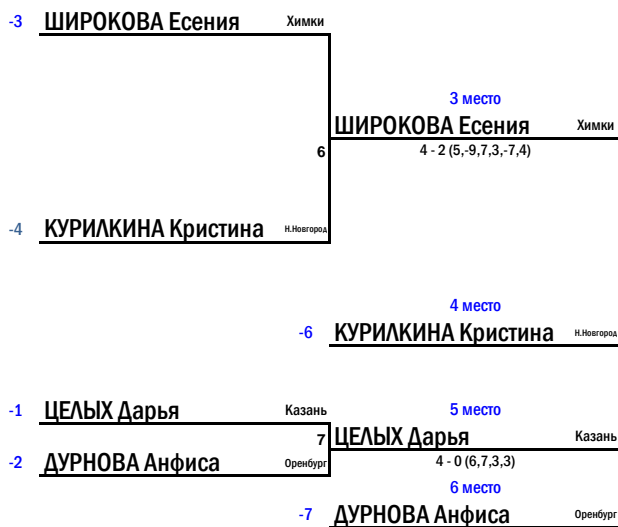 -3 ШИРОКОВА Есения Химки
3 место
ШИРОКОВА Есения Химки
6 4 - 2 (5,-9,7,3,-7,4)
-4 КУРИЛКИНА Кристина Н.Новгород
4 место
-6 КУРИЛКИНА Кристина Н.Новгород
-1 ЦЕЛЫХ Дарья Казань 5 место
7 ЦЕЛЫХ Дарья Казань
-2 ДУРНОВА Анфиса Оренбург 4 - 0 (6,7,3,3)
6 место
-7 ДУРНОВА Анфиса Оренбург